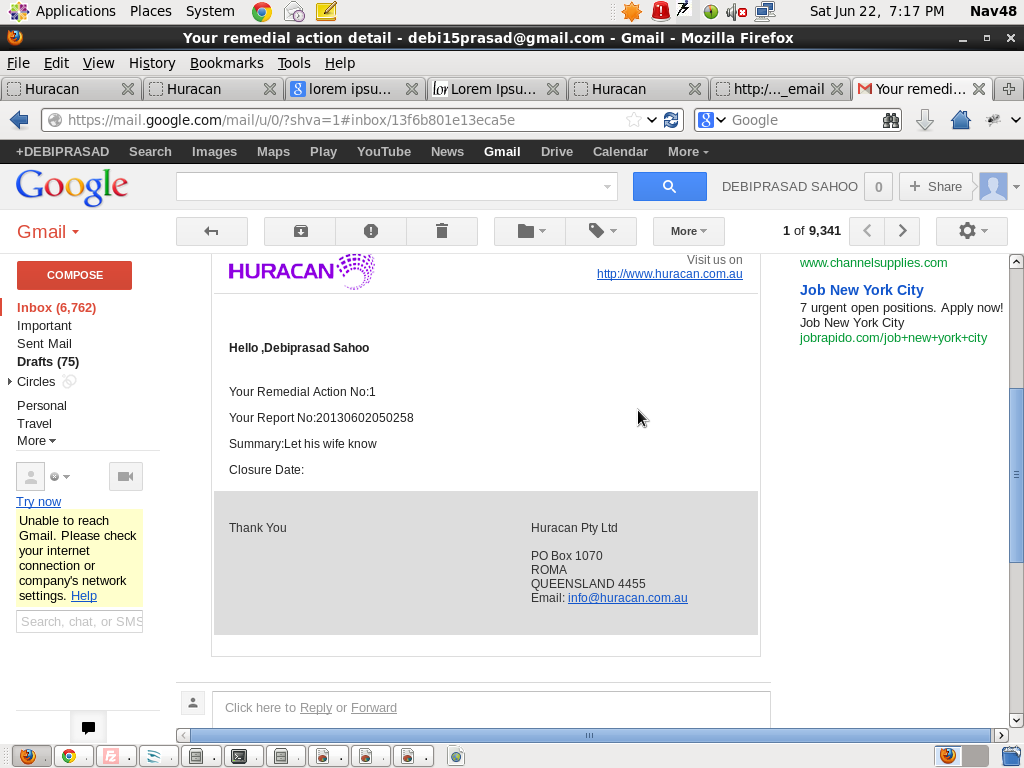 Applications Places System Sat Jun 22, 7:17 PM Nav48
Your remedial action detail - debi15prasad@gmail.com - Gmail - Mozilla Firefox
File Edit View History Bookmarks Tools Help
Huracan Huracan lorem ipsu... Lorem Ipsu... Huracan http:/..._email Your remedi...
https://mail.google.com/mail/u/0/?shva=1#inbox/13f6b801e13eca5e Google
+DEBIPRASAD Search Images Maps Play YouTube News Gmail Drive Calendar More
Google DEBIPRASAD SAHOO 0 + Share
Gmail More 1 of 9,341
COMPOSE
Inbox (6,762)
Important
Sent Mail
Drafts (75)
Circles
Personal
Travel
More
Try now
Unable to reach
Gmail. Please check
your internet
connection or
company's network
settings. Help
Search, chat, or SMS
HURACAN
Visit us on
http://www.huracan.com.au
Hello ,Debiprasad Sahoo
Your Remedial Action No:1
Your Report No:20130602050258
Summary:Let his wife know
Closure Date:
Thank You
Huracan Pty Ltd
PO Box 1070
ROMA
QUEENSLAND 4455
Email: info@huracan.com.au
Click here to Reply or Forward
www.channelsupplies.com
Job New York City
7 urgent open positions. Apply now!
Job New York City
jobrapido.com/job+new+york+city